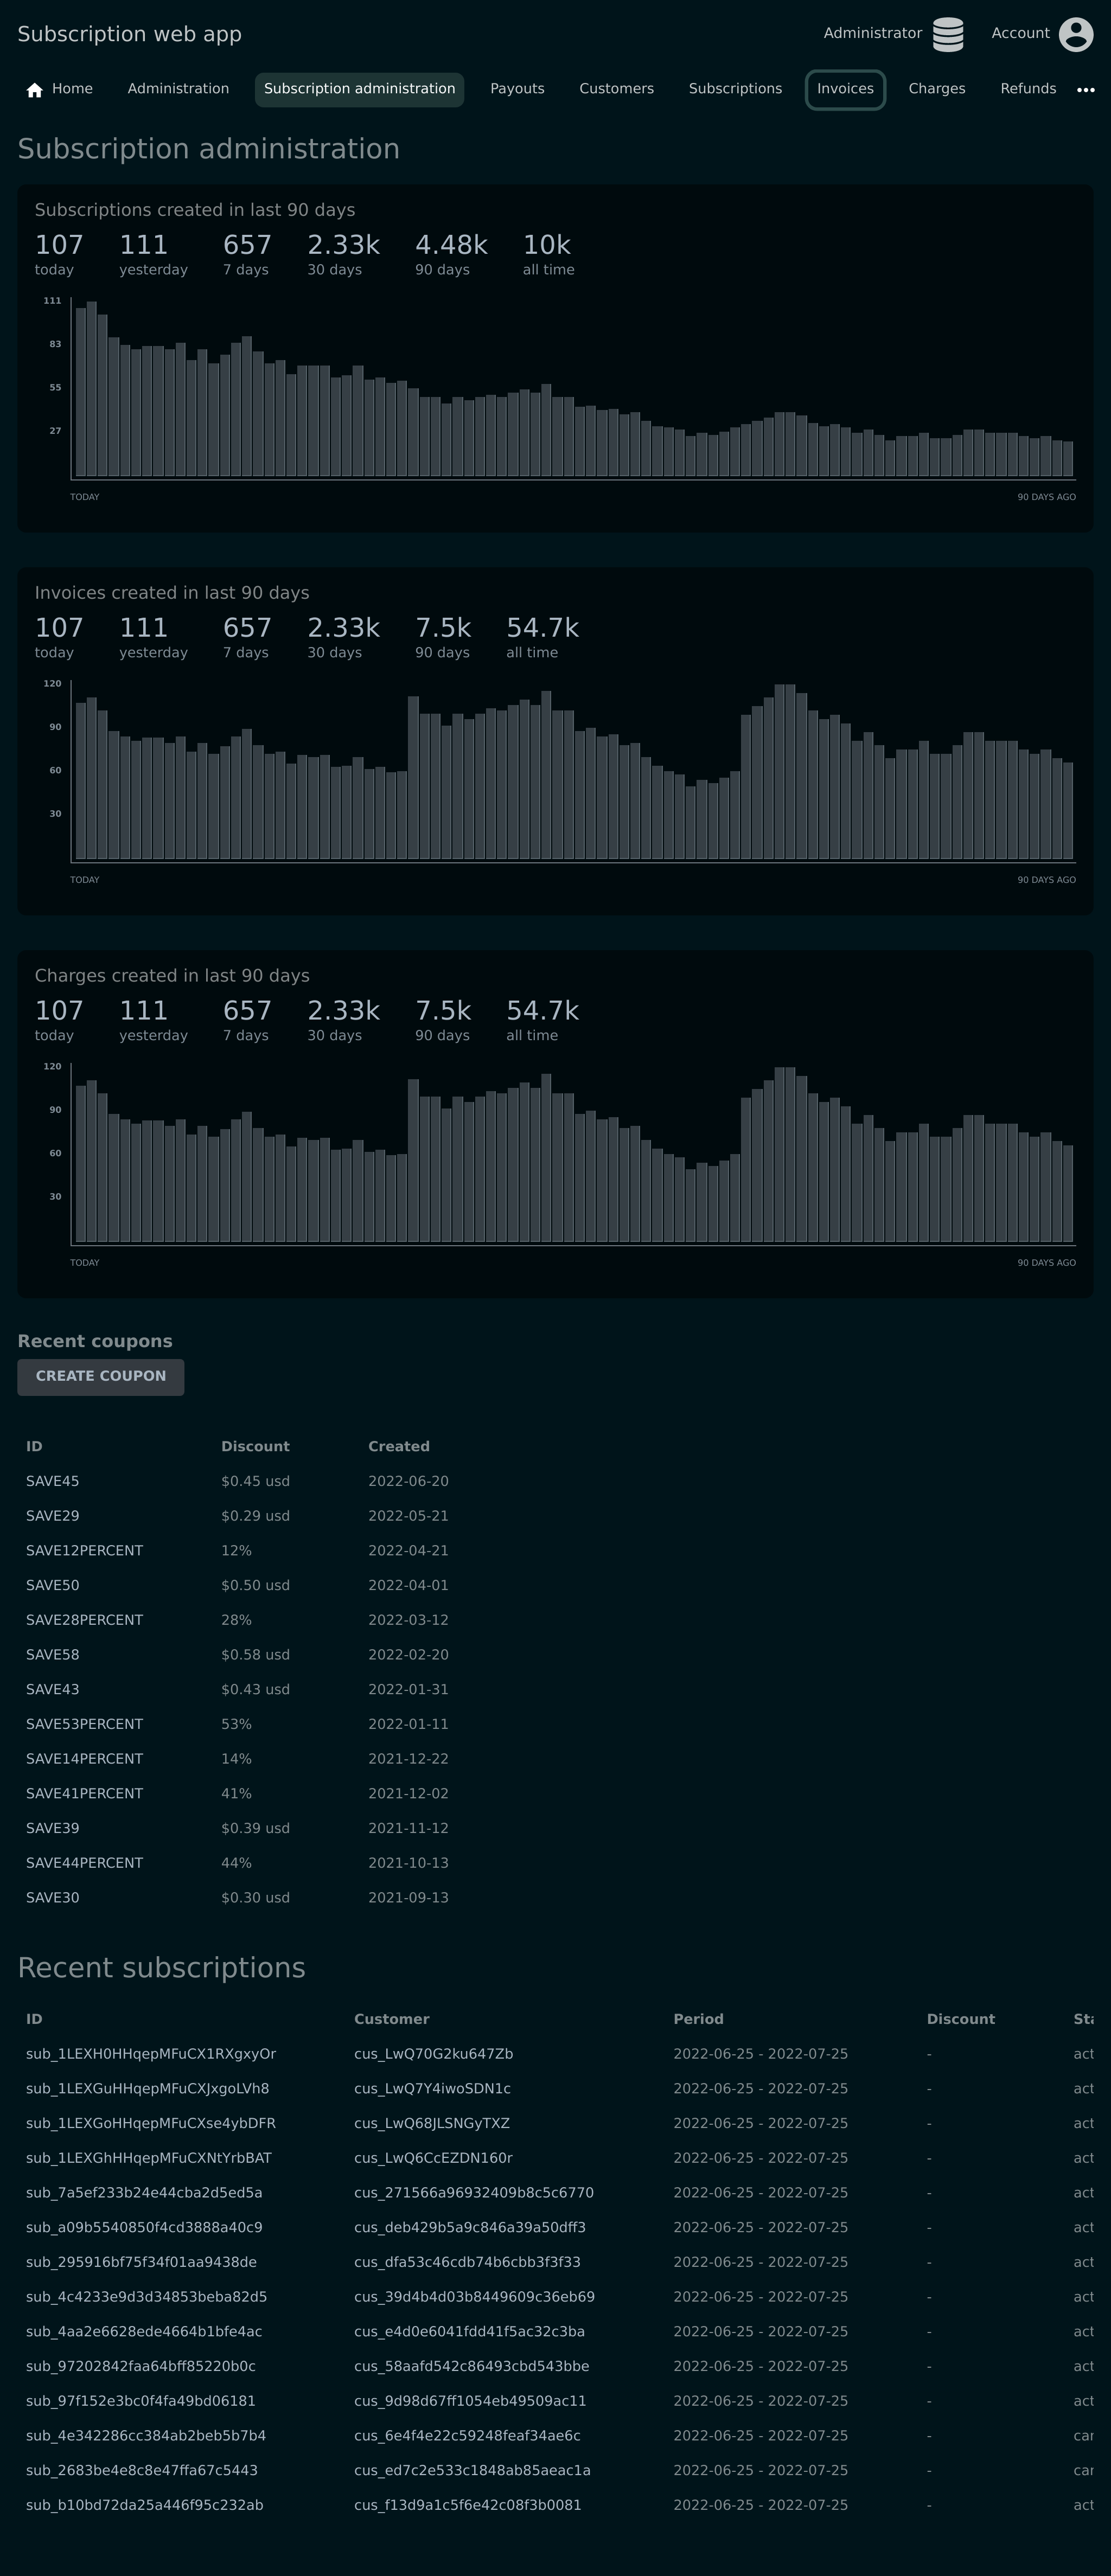 Subscription web app Administrator Account
Home Administration Subscription administration Payouts Customers Subscriptions Invoices Charges Refunds •••
Subscription administration
Subscriptions created in last 90 days
107 111 657 2.33k 4.48k 10k
today yesterday 7 days 30 days 90 days all time
111
83
55
27
TODAY 90 DAYS AGO
Invoices created in last 90 days
107 111 657 2.33k 7.5k 54.7k
today yesterday 7 days 30 days 90 days all time
120
90
60
30
TODAY 90 DAYS AGO
Charges created in last 90 days
107 111 657 2.33k 7.5k 54.7k
today yesterday 7 days 30 days 90 days all time
120
90
60
30
TODAY 90 DAYS AGO
Recent coupons
CREATE COUPON
ID Discount Created
SAVE45 $0.45 usd 2022-06-20
SAVE29 $0.29 usd 2022-05-21
SAVE12PERCENT 12% 2022-04-21
SAVE50 $0.50 usd 2022-04-01
SAVE28PERCENT 28% 2022-03-12
SAVE58 $0.58 usd 2022-02-20
SAVE43 $0.43 usd 2022-01-31
SAVE53PERCENT 53% 2022-01-11
SAVE14PERCENT 14% 2021-12-22
SAVE41PERCENT 41% 2021-12-02
SAVE39 $0.39 usd 2021-11-12
SAVE44PERCENT 44% 2021-10-13
SAVE30 $0.30 usd 2021-09-13
Recent subscriptions
ID Customer Period Discount Sta
sub_1LEXH0HHqepMFuCX1RXgxyOr cus_LwQ70G2ku647Zb 2022-06-25 - 2022-07-25 - act
sub_1LEXGuHHqepMFuCXJxgoLVh8 cus_LwQ7Y4iwoSDN1c 2022-06-25 - 2022-07-25 - act
sub_1LEXGoHHqepMFuCXse4ybDFR cus_LwQ68JLSNGyTXZ 2022-06-25 - 2022-07-25 - act
sub_1LEXGhHHqepMFuCXNtYrbBAT cus_LwQ6CcEZDN160r 2022-06-25 - 2022-07-25 - act
sub_7a5ef233b24e44cba2d5ed5a cus_271566a96932409b8c5c6770 2022-06-25 - 2022-07-25 - act
sub_a09b5540850f4cd3888a40c9 cus_deb429b5a9c846a39a50dff3 2022-06-25 - 2022-07-25 - act
sub_295916bf75f34f01aa9438de cus_dfa53c46cdb74b6cbb3f3f33 2022-06-25 - 2022-07-25 - act
sub_4c4233e9d3d34853beba82d5 cus_39d4b4d03b8449609c36eb69 2022-06-25 - 2022-07-25 - act
sub_4aa2e6628ede4664b1bfe4ac cus_e4d0e6041fdd41f5ac32c3ba 2022-06-25 - 2022-07-25 - act
sub_97202842faa64bff85220b0c cus_58aafd542c86493cbd543bbe 2022-06-25 - 2022-07-25 - act
sub_97f152e3bc0f4fa49bd06181 cus_9d98d67ff1054eb49509ac11 2022-06-25 - 2022-07-25 - act
sub_4e342286cc384ab2beb5b7b4 cus_6e4f4e22c59248feaf34ae6c 2022-06-25 - 2022-07-25 - car
sub_2683be4e8c8e47ffa67c5443 cus_ed7c2e533c1848ab85aeac1a 2022-06-25 - 2022-07-25 - car
sub_b10bd72da25a446f95c232ab cus_f13d9a1c5f6e42c08f3b0081 2022-06-25 - 2022-07-25 - act